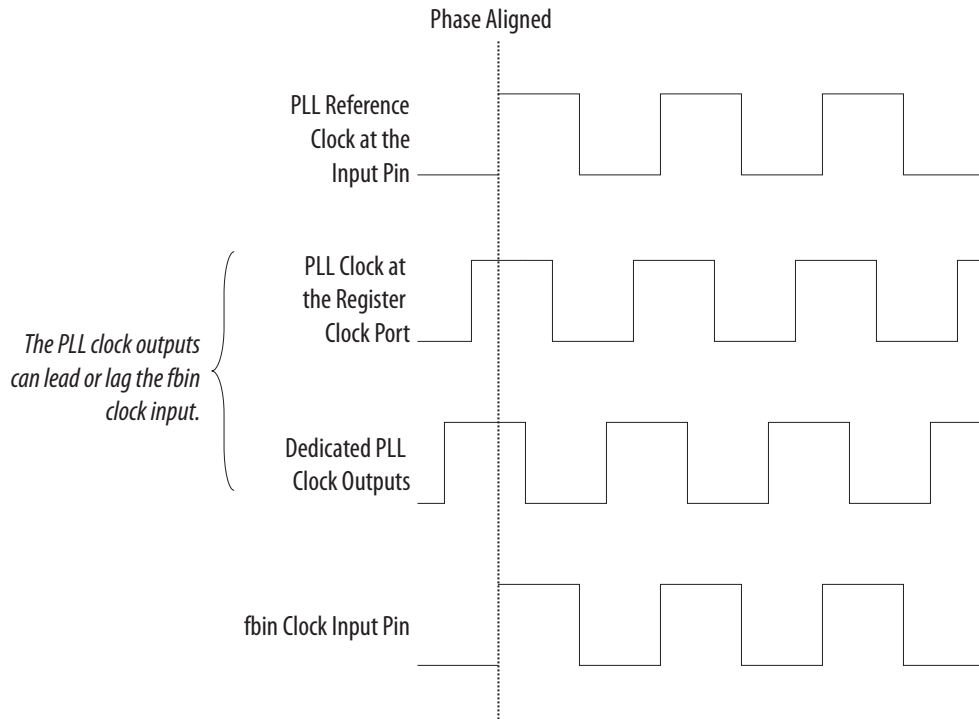 Phase Aligned
PLL Reference
Clock at the
Input Pin
PLL Clock at
the Register
Clock Port
The PLL clock outputs
can lead or lag the fbin
clock input.
Dedicated PLL
Clock Outputs
fbin Clock Input Pin